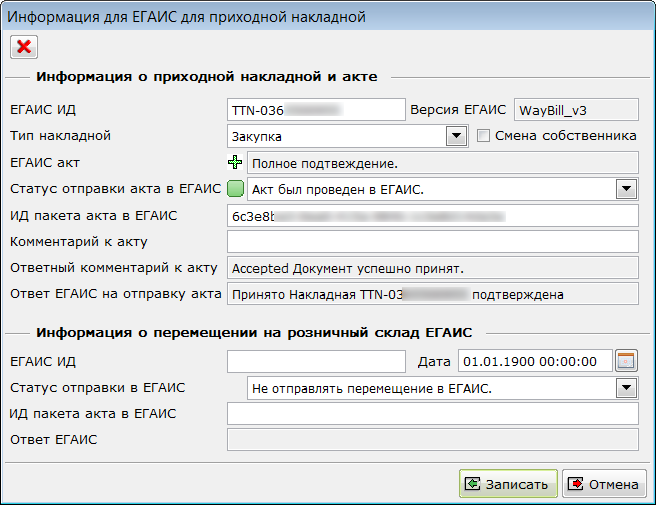 Информация для ЕГАИС для приходной накладной
Информация о приходной накладной и акте
ЕГАИС ИД TTN-036 Версия ЕГАИС WayBill_v3
Тип накладной Закупка Смена собственника
ЕГАИС акт Полное подтвеждение.
Статус отправки акта в ЕГАИС Акт был проведен в ЕГАИС.
ИД пакета акта в ЕГАИС 6c3e8b
Комментарий к акту
Ответный комментарий к акту Accepted Документ успешно принят.
Ответ ЕГАИС на отправку акта Принято Накладная TTN-03 подтверждена
Информация о перемещении на розничный склад ЕГАИС
ЕГАИС ИД Дата 01.01.1900 00:00:00
Статус отправки в ЕГАИС Не отправлять перемещение в ЕГАИС.
ИД пакета акта в ЕГАИС
Ответ ЕГАИС
Записать Отмена